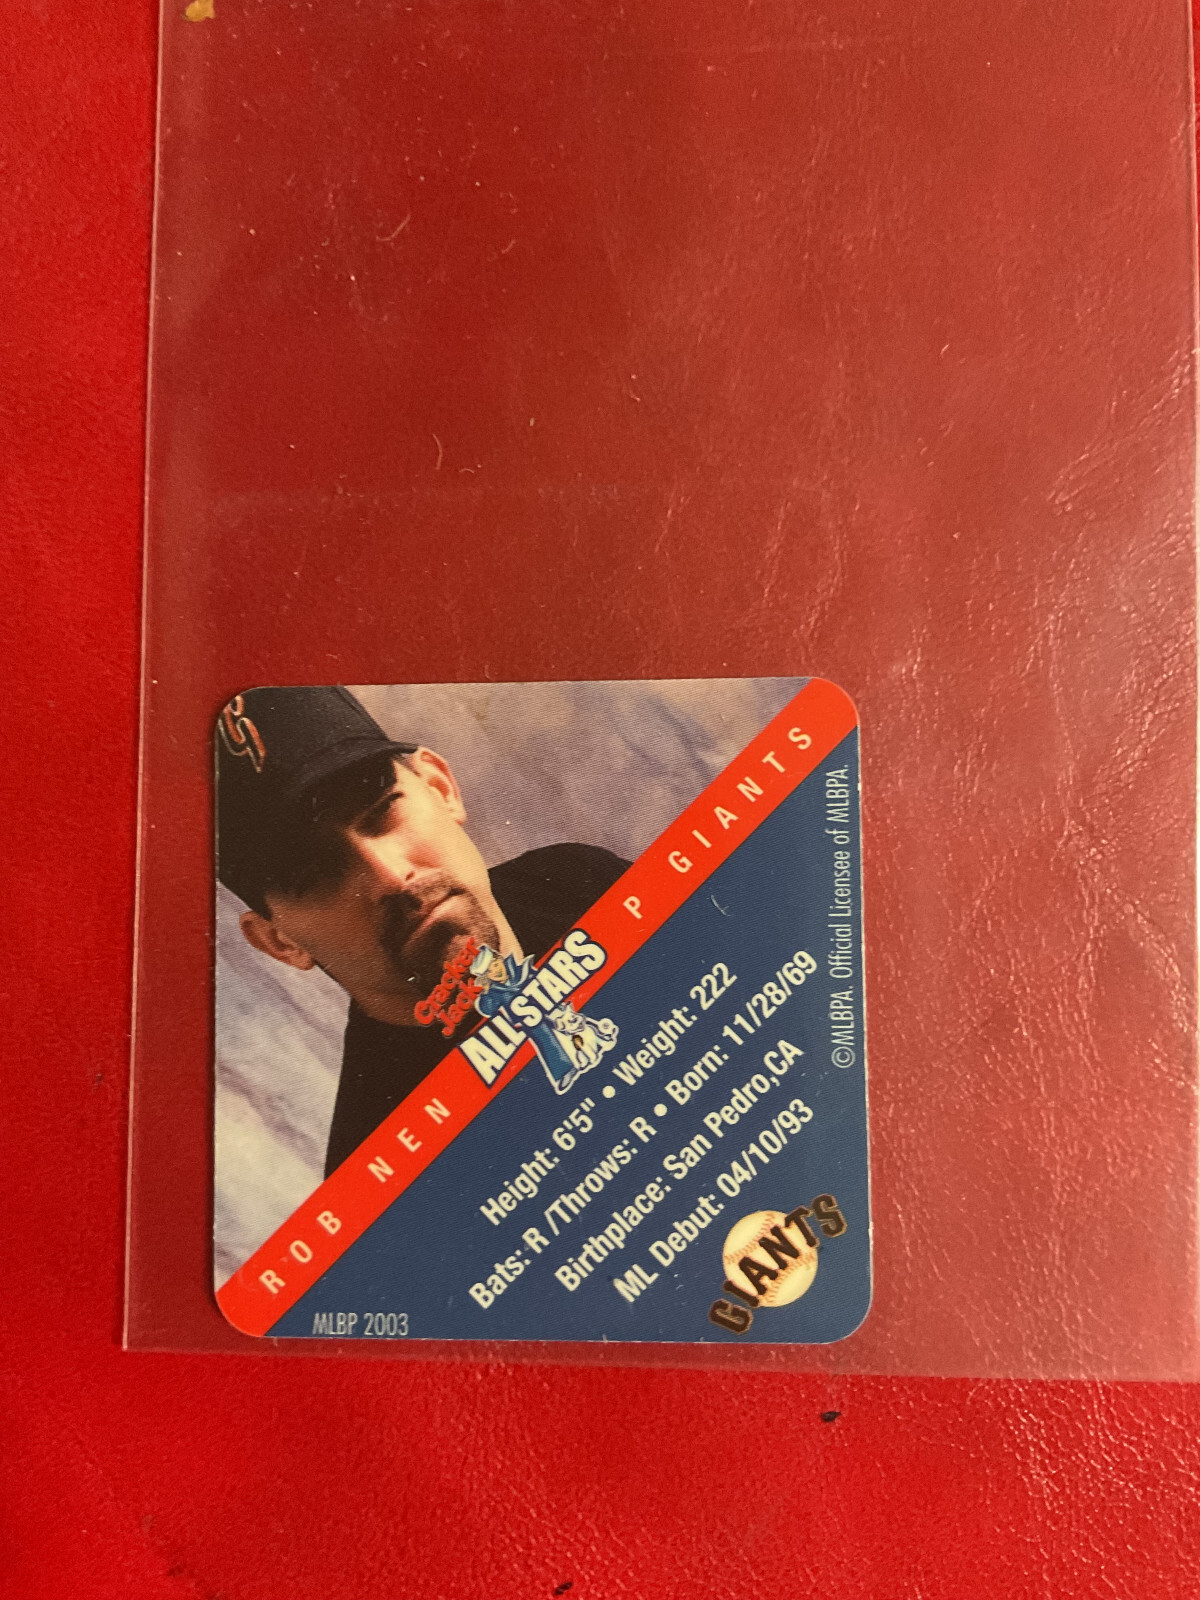 ROB NEN
Cracker
Jack
ALL STARS
P GIANTS
Height: 6'5" • Weight: 222
Bats: R /Throws: R • Born: 11/28/69
Birthplace: San Pedro,CA
ML Debut: 04/10/93
GIANTS
MLBP 2003
©MLBPA. Official Licensee of MLBPA.